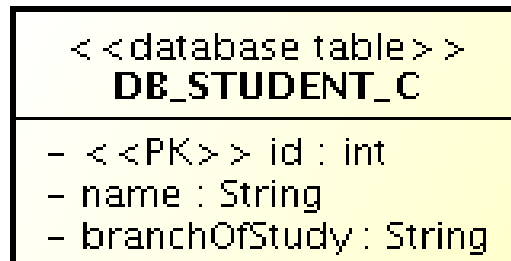 < <database table> >
DB_STUDENT_C
- < <PK> > id : int
- name : String
- branchOfStudy : String